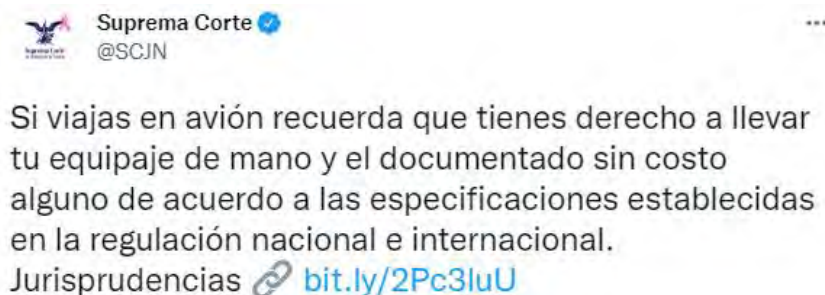 Suprema Corte
@SCJN
Si viajas en avión recuerda que tienes derecho a llevar
tu equipaje de mano y el documentado sin costo
alguno de acuerdo a las especificaciones establecidas
en la regulación nacional e internacional.
Jurisprudencias 🔗 bit.ly/2Pc3luU